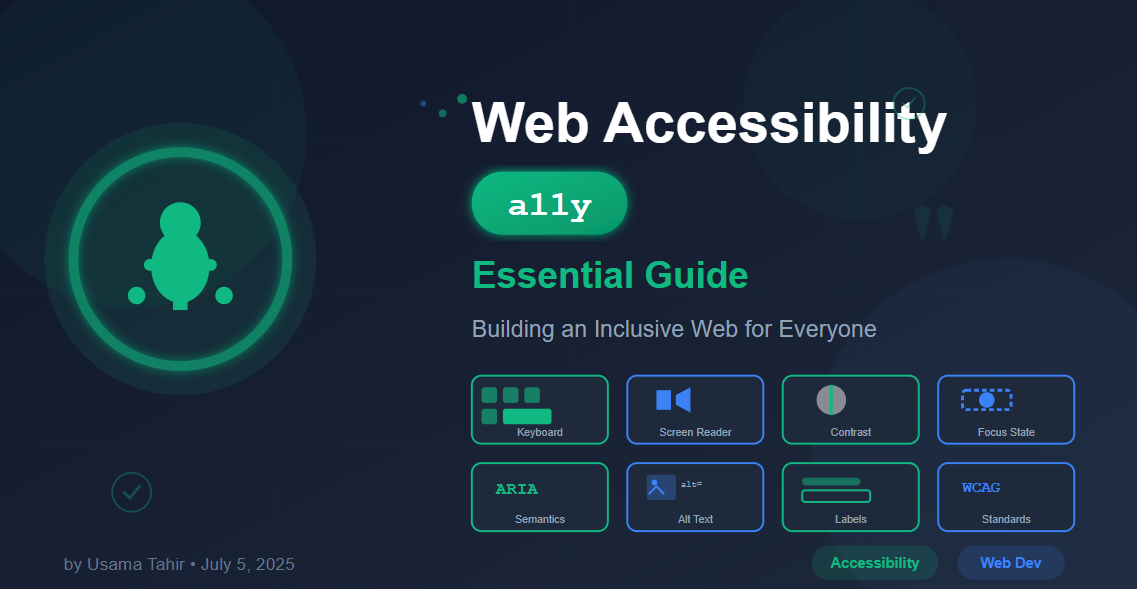 Web Accessibility
a11y
Essential Guide
Building an Inclusive Web for Everyone
Keyboard
Screen Reader
Contrast
Focus State
ARIA
Semantics
alt=
Alt Text
Labels
WCAG
Standards
by Usama Tahir • July 5, 2025
Accessibility
Web Dev